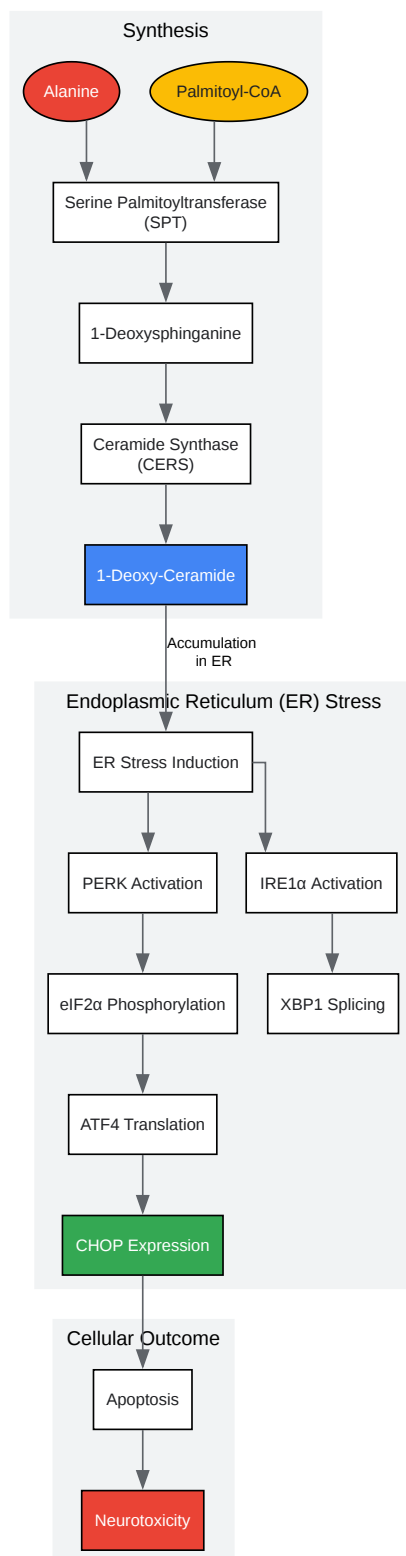 Synthesis
Alanine
Palmitoyl-CoA
Serine Palmitoyltransferase
(SPT)
1-Deoxysphinganine
Ceramide Synthase
(CERS)
1-Deoxy-Ceramide
Accumulation
in ER
Endoplasmic Reticulum (ER) Stress
ER Stress Induction
PERK Activation
IRE1α Activation
eIF2α Phosphorylation
XBP1 Splicing
ATF4 Translation
CHOP Expression
Cellular Outcome
Apoptosis
Neurotoxicity